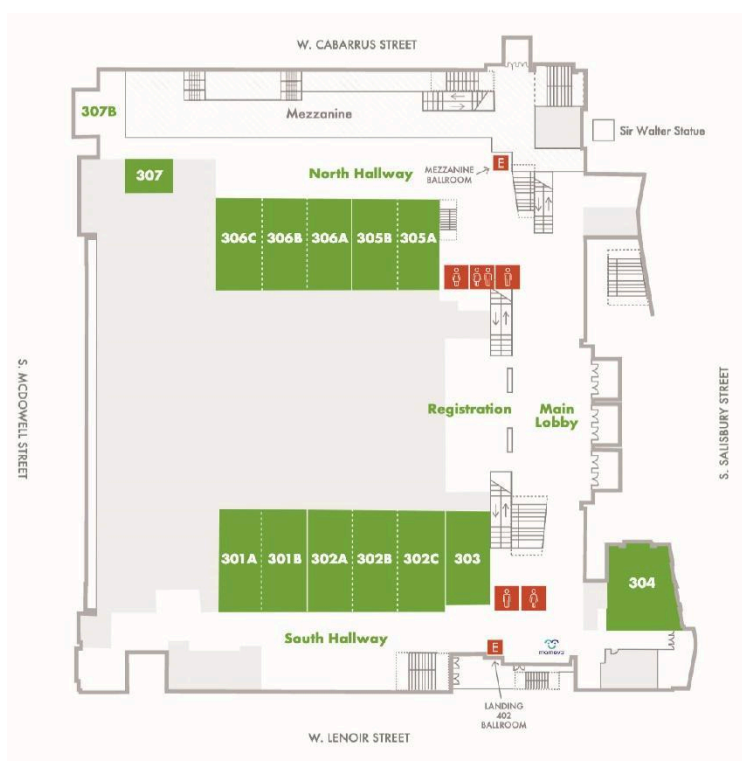 W. CABARRUS STREET
307B
Mezzanine
Sir Walter Statue
E
MEZZANINE
BALLROOM
North Hallway
307
306C
306B
306A
305B
305A
S. MCDOWELL STREET
Registration
Main
Lobby
S. SALISBURY STREET
301A
301B
302A
302B
302C
303
304
South Hallway
E
mamava
LANDING
402
BALLROOM
W. LENOIR STREET